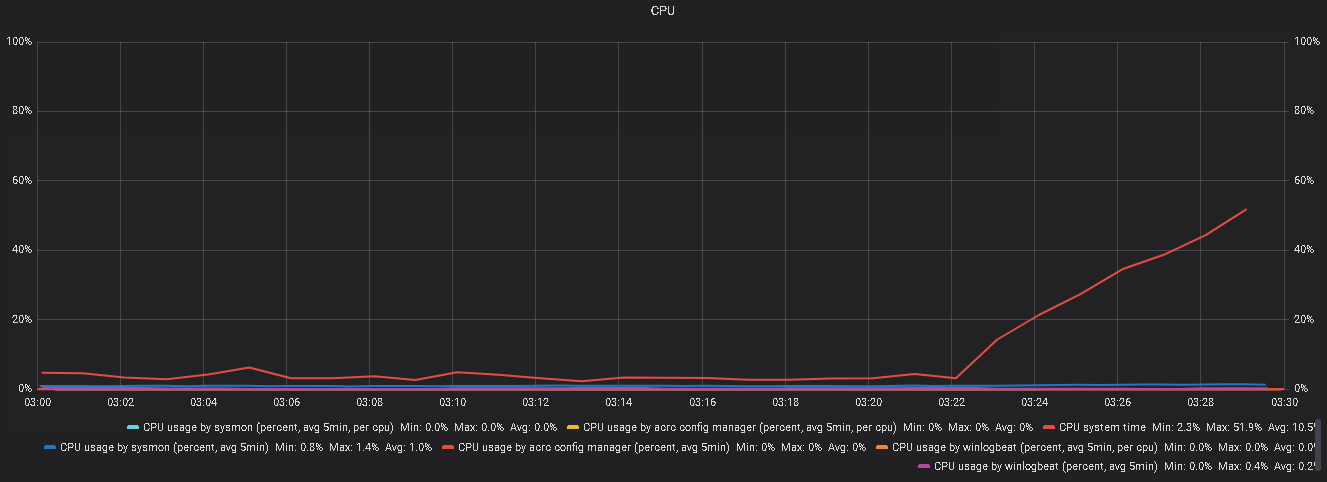 CPU
100% 100%
80% 80%
60% 60%
40% 40%
20% 20%
0% 0%
03:00 03:02 03:04 03:06 03:08 03:10 03:12 03:14 03:16 03:18 03:20 03:22 03:24 03:26 03:28 03:30
CPU usage by sysmon (percent, avg 5min, per cpu) Min: 0.0% Max: 0.0% Avg: 0.0% CPU usage by acrc config manager (percent, avg 5min, per cpu) Min: 0% Max: 0% Avg: 0% CPU system time Min: 2.3% Max: 51.9% Avg: 10.5%
CPU usage by sysmon (percent, avg 5min) Min: 0.8% Max: 1.4% Avg: 1.0% CPU usage by acrc config manager (percent, avg 5min) Min: 0% Max: 0% Avg: 0% CPU usage by winlogbeat (percent, avg 5min, per cpu) Min: 0.0% Max: 0.0% Avg: 0.0%
CPU usage by winlogbeat (percent, avg 5min) Min: 0.0% Max: 0.4% Avg: 0.2%